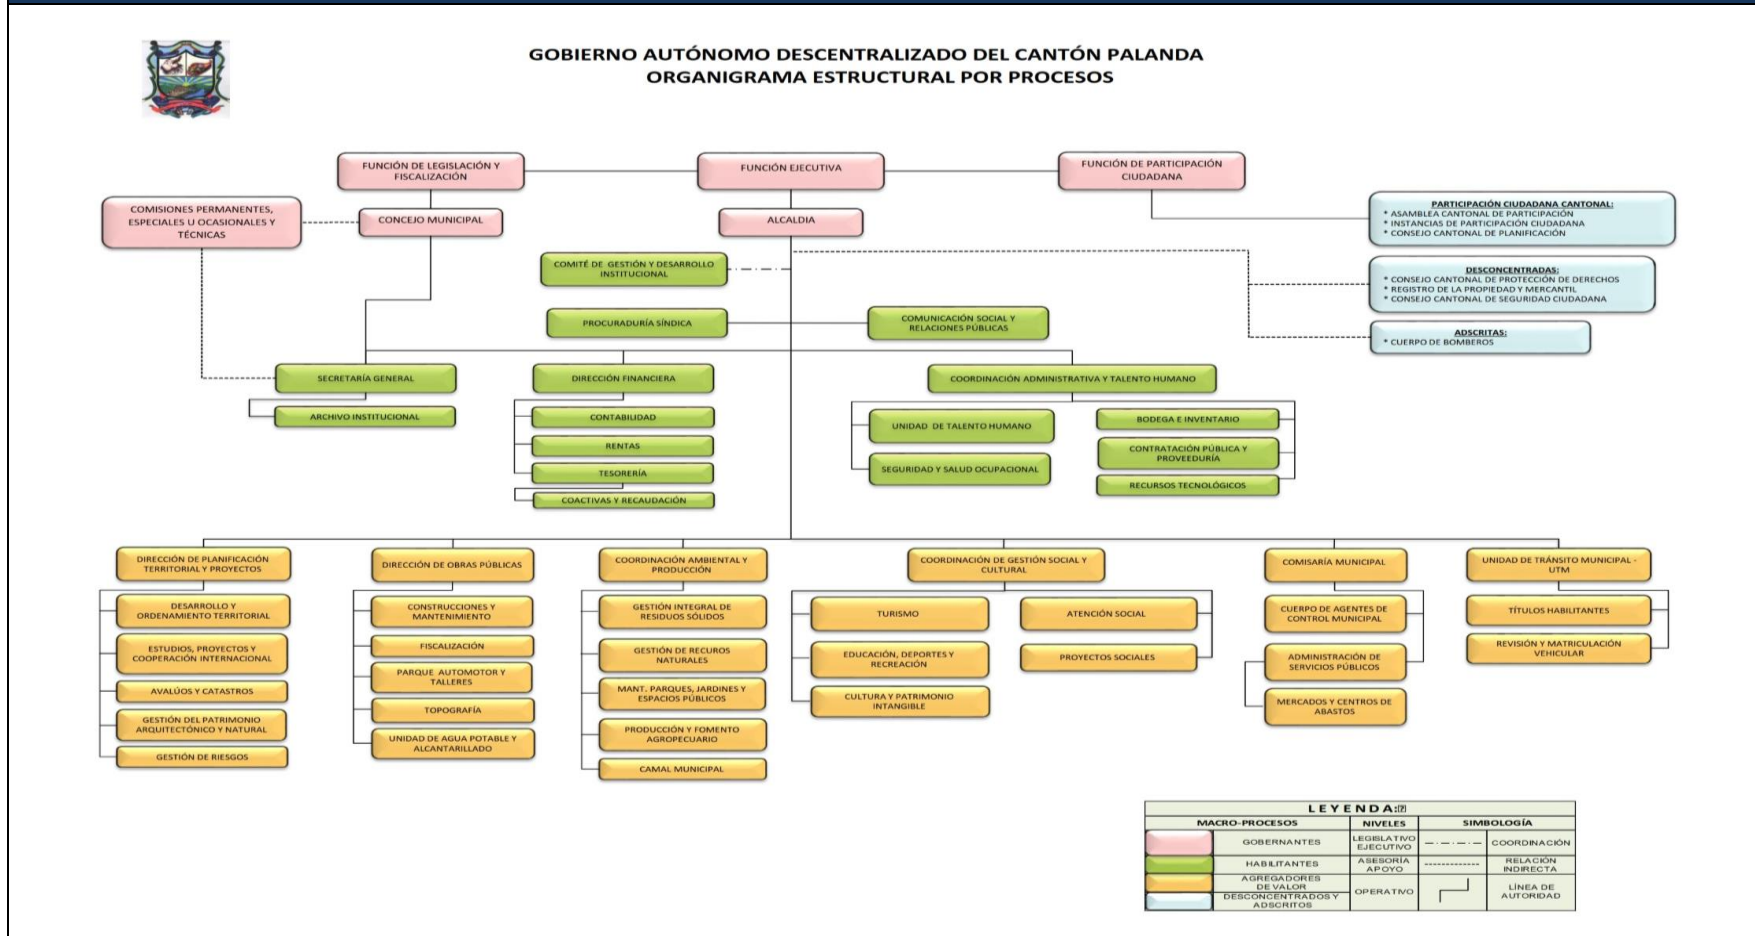 GOBIERNO AUTÓNOMO DESCENTRALIZADO DEL CANTÓN PALANDA
ORGANIGRAMA ESTRUCTURAL POR PROCESOS
FUNCIÓN DE LEGISLACIÓN Y
FISCALIZACIÓN
FUNCIÓN EJECUTIVA
FUNCIÓN DE PARTICIPACIÓN
CIUDADANA
COMISIONES PERMANENTES,
ESPECIALES U OCASIONALES Y
TÉCNICAS
CONCEJO MUNICIPAL
ALCALDIA
PARTICIPACIÓN CIUDADANA CANTONAL:
* ASAMBLEA CANTONAL DE PARTICIPACIÓN
* INSTANCIAS DE PARTICIPACIÓN CIUDADANA
* CONSEJO CANTONAL DE PLANIFICACIÓN
COMITÉ DE GESTIÓN Y DESARROLLO
INSTITUCIONAL
DESCONCENTRADAS:
* CONSEJO CANTONAL DE PROTECCIÓN DE DERECHOS
* REGISTRO DE LA PROPIEDAD Y MERCANTIL
* CONSEJO CANTONAL DE SEGURIDAD CIUDADANA
PROCURADURÍA SÍNDICA
COMUNICACIÓN SOCIAL Y
RELACIONES PÚBLICAS
ADSCRITAS:
* CUERPO DE BOMBEROS
SECRETARÍA GENERAL
DIRECCIÓN FINANCIERA
COORDINACIÓN ADMINISTRATIVA Y TALENTO HUMANO
ARCHIVO INSTITUCIONAL
CONTABILIDAD
RENTAS
TESORERÍA
COACTIVAS Y RECAUDACIÓN
UNIDAD DE TALENTO HUMANO
SEGURIDAD Y SALUD OCUPACIONAL
BODEGA E INVENTARIO
CONTRATACIÓN PÚBLICA Y
PROVEEDURÍA
RECURSOS TECNOLÓGICOS
DIRECCIÓN DE PLANIFICACIÓN
TERRITORIAL Y PROYECTOS
DESARROLLO Y
ORDENAMIENTO TERRITORIAL
ESTUDIOS, PROYECTOS Y
COOPERACIÓN INTERNACIONAL
AVALÚOS Y CATASTROS
GESTIÓN DEL PATRIMONIO
ARQUITECTÓNICO Y NATURAL
GESTIÓN DE RIESGOS
DIRECCIÓN DE OBRAS PÚBLICAS
CONSTRUCCIONES Y
MANTENIMIENTO
FISCALIZACIÓN
PARQUE AUTOMOTOR Y
TALLERES
TOPOGRAFÍA
UNIDAD DE AGUA POTABLE Y
ALCANTARILLADO
COORDINACIÓN AMBIENTAL Y
PRODUCCIÓN
GESTIÓN INTEGRAL DE
RESIDUOS SÓLIDOS
GESTIÓN DE RECUROS
NATURALES
MANT. PARQUES, JARDINES Y
ESPACIOS PÚBLICOS
PRODUCCIÓN Y FOMENTO
AGROPECUARIO
CAMAL MUNICIPAL
COORDINACIÓN DE GESTIÓN SOCIAL Y
CULTURAL
TURISMO
EDUCACIÓN, DEPORTES Y
RECREACIÓN
CULTURA Y PATRIMONIO
INTANGIBLE
ATENCIÓN SOCIAL
PROYECTOS SOCIALES
COMISARÍA MUNICIPAL
CUERPO DE AGENTES DE
CONTROL MUNICIPAL
ADMINISTRACIÓN DE
SERVICIOS PÚBLICOS
MERCADOS Y CENTROS DE
ABASTOS
UNIDAD DE TRÁNSITO MUNICIPAL -
UTM
TÍTULOS HABILITANTES
REVISIÓN Y MATRICULACIÓN
VEHICULAR
LEYENDA:
MACRO-PROCESOS NIVELES SIMBOLOGÍA
GOBERNANTES
LEGISLATIVO
EJECUTIVO
COORDINACIÓN
HABILITANTES
ASESORÍA
APOYO
RELACIÓN
INDIRECTA
AGREGADORES
DE VALOR
DESCONCENTRADOS Y
ADSCRITOS
OPERATIVO
LÍNEA DE
AUTORIDAD